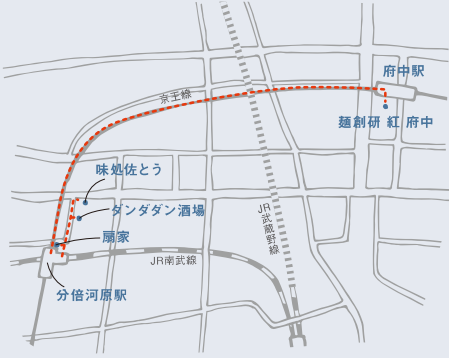 府中駅
京王線
麺創研 紅 府中
味処佐とう
ダンダダン酒場
JR武蔵野線
扇家
JR南武線
分倍河原駅